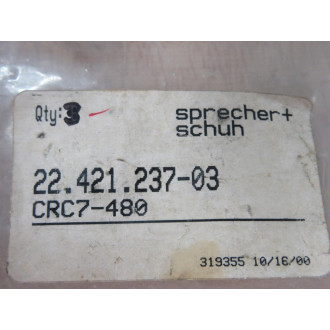 Qty:3
sprecher+
schuh
22.421.237-03
CRC7-480
319355 10/16/00